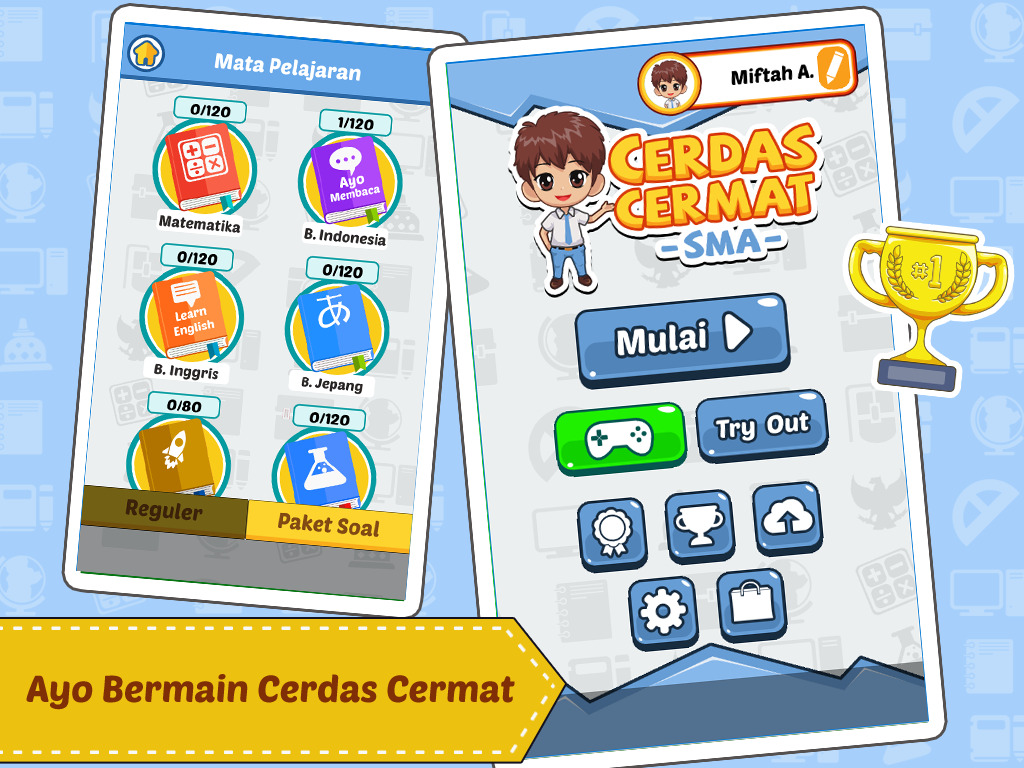 Mata Pelajaran
0/120
Matematika
1/120
Ayo
Membaca
B. Indonesia
0/120
Learn
English
B. Inggris
0/120
あ
B. Jepang
0/80
0/120
Reguler
Paket Soal
Miftah A.
CERDAS
CERMAT
-SMA-
Mulai
Try Out
#1
Ayo Bermain Cerdas Cermat